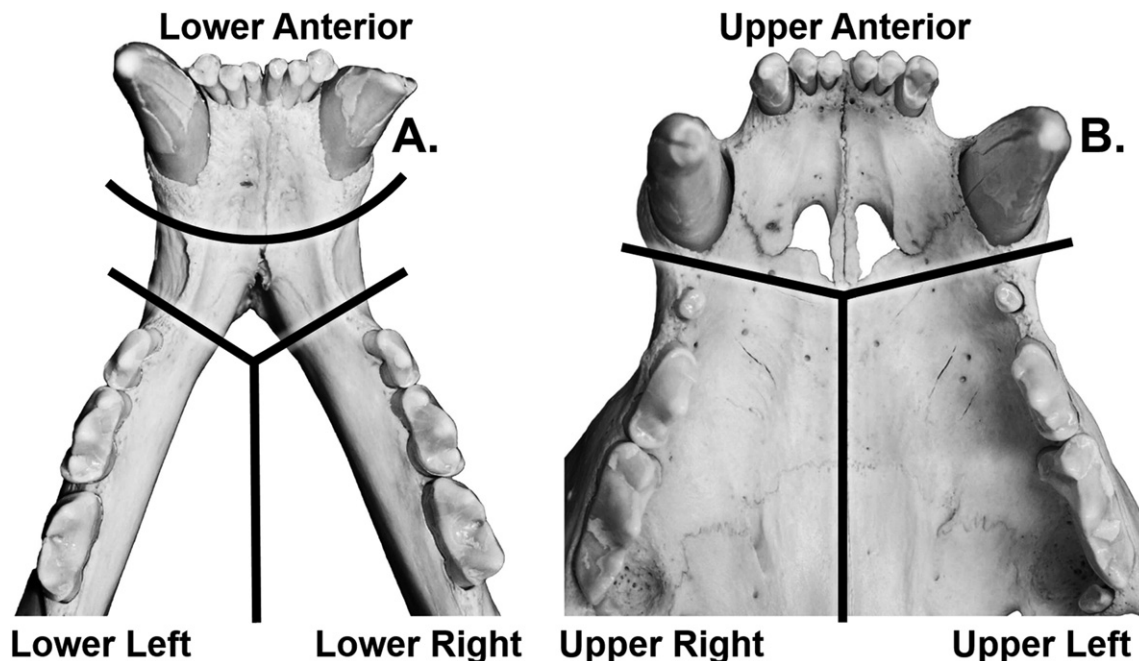 Lower Anterior
Upper Anterior
A.
B.
Lower Left
Lower Right
Upper Right
Upper Left